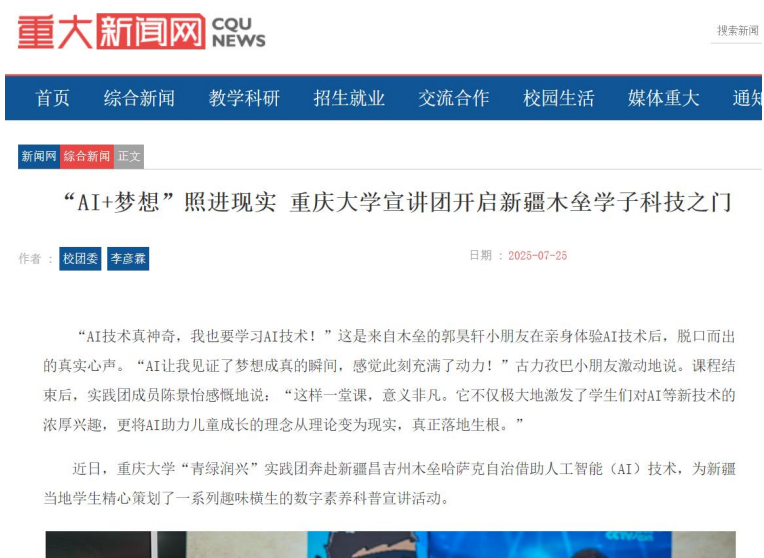 重大新闻网 CQU NEWS
搜索新闻
首页 综合新闻 教学科研 招生就业 交流合作 校园生活 媒体重大 通知
新闻网 综合新闻 正文
“AI+梦想”照进现实 重庆大学宣讲团开启新疆木垒学子科技之门
作者 : 校团委 李彦霖 日期 : 2025-07-25
“AI技术真神奇，我也要学习AI技术！”这是来自木垒的郭昊轩小朋友在亲身体验AI技术后，脱口而出
的真实心声。“AI让我见证了梦想成真的瞬间，感觉此刻充满了动力！”古力孜巴小朋友激动地说。课程结
束后，实践团成员陈景怡感慨地说：“这样一堂课，意义非凡。它不仅极大地激发了学生们对AI等新技术的
浓厚兴趣，更将AI助力儿童成长的理念从理论变为现实，真正落地生根。”
近日，重庆大学“青绿润兴”实践团奔赴新疆昌吉州木垒哈萨克自治借助人工智能（AI）技术，为新疆
当地学生精心策划了一系列趣味横生的数字素养科普宣讲活动。